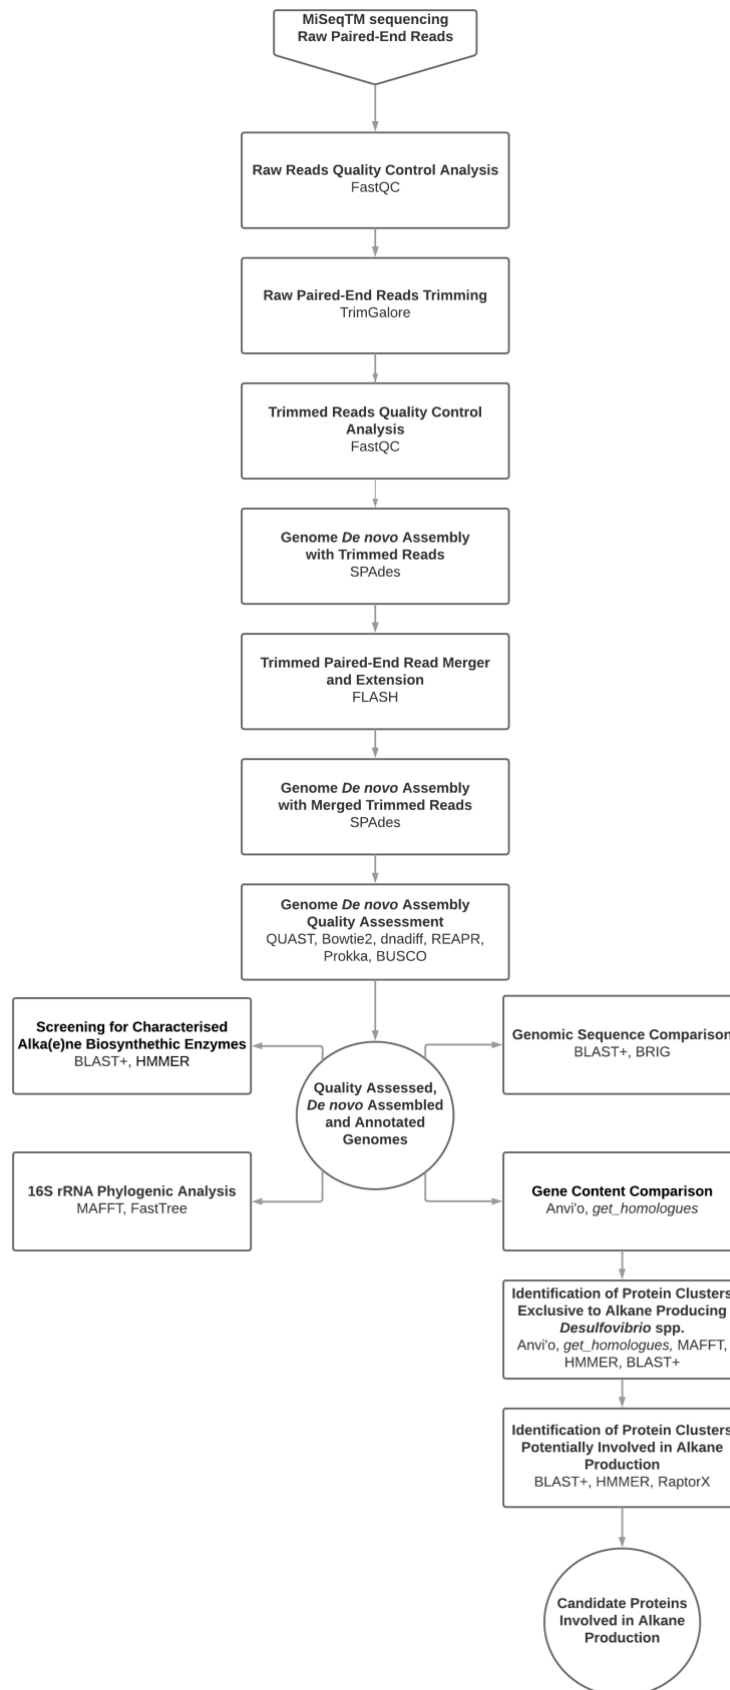 MiSeqTM sequencing
Raw Paired-End Reads
Raw Reads Quality Control Analysis
FastQC
Raw Paired-End Reads Trimming
TrimGalore
Trimmed Reads Quality Control
Analysis
FastQC
Genome De novo Assembly
with Trimmed Reads
SPAdes
Trimmed Paired-End Read Merger
and Extension
FLASH
Genome De novo Assembly
with Merged Trimmed Reads
SPAdes
Genome De novo Assembly
Quality Assessment
QUAST, Bowtie2, dnadiff, REAPR,
Prokka, BUSCO
Screening for Characterised
Alka(e)ne Biosynthethic Enzymes
BLAST+, HMMER
Genomic Sequence Comparison
BLAST+, BRIG
Quality Assessed,
De novo Assembled
and Annotated
Genomes
16S rRNA Phylogenic Analysis
MAFFT, FastTree
Gene Content Comparison
Anvi'o, get_homologues
Identification of Protein Clusters
Exclusive to Alkane Producing
Desulfovibrio spp.
Anvi'o, get_homologues, MAFFT,
HMMER, BLAST+
Identification of Protein Clusters
Potentially Involved in Alkane
Production
BLAST+, HMMER, RaptorX
Candidate Proteins
Involved in Alkane
Production